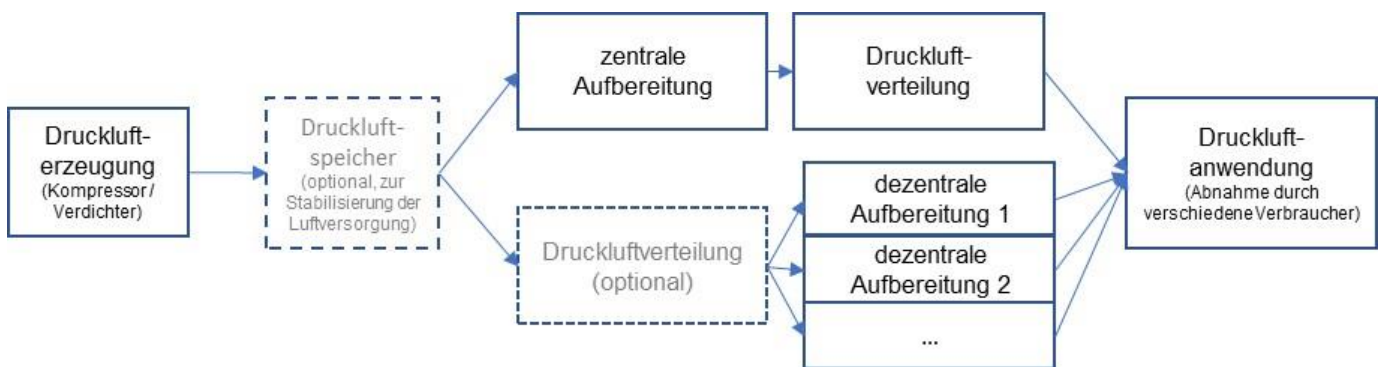 Druckluft-
erzeugung
(Kompressor /
Verdichter)
Druckluft-
speicher
(optional, zur
Stabilisierung der
Luftversorgung)
zentrale
Aufbereitung
Druckluft-
verteilung
Druckluftverteilung
(optional)
dezentrale
Aufbereitung 1
dezentrale
Aufbereitung 2
...
Druckluft-
anwendung
(Abnahme durch
verschiedene Verbraucher)